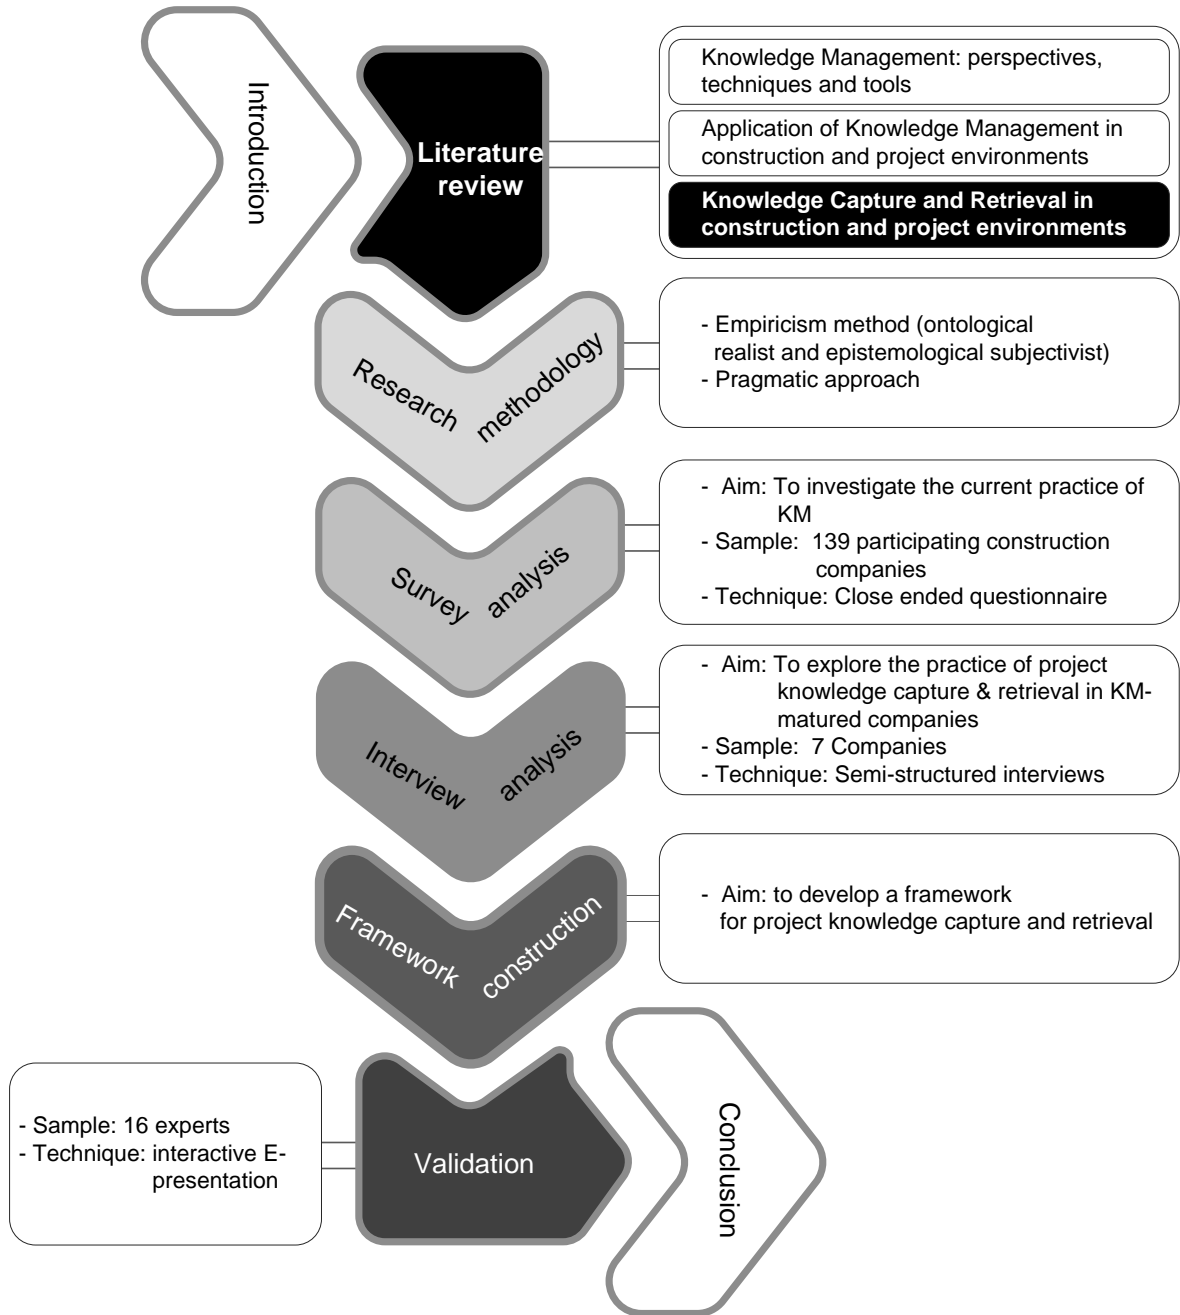 Introduction
Literature
review
Knowledge Management: perspectives,
techniques and tools
Application of Knowledge Management in
construction and project environments
Knowledge Capture and Retrieval in
construction and project environments
Research methodology
- Empiricism method (ontological
realist and epistemological subjectivist)
- Pragmatic approach
Survey analysis
- Aim: To investigate the current practice of
KM
- Sample: 139 participating construction
companies
- Technique: Close ended questionnaire
Interview analysis
- Aim: To explore the practice of project
knowledge capture & retrieval in KM-
matured companies
- Sample: 7 Companies
- Technique: Semi-structured interviews
Framework construction
- Aim: to develop a framework
for project knowledge capture and retrieval
- Sample: 16 experts
- Technique: interactive E-
presentation
Validation
Conclusion